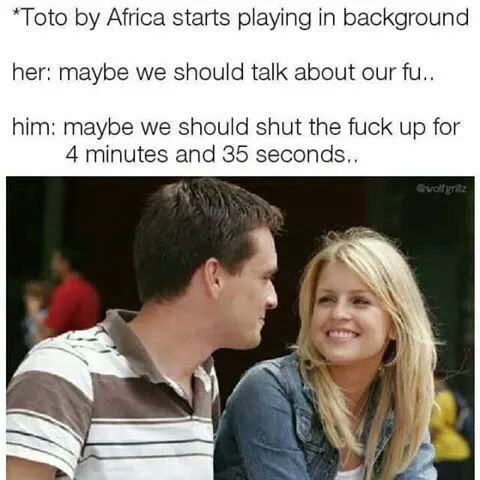 *Toto by Africa starts playing in background
her: maybe we should talk about our fu..
him: maybe we should shut the fuck up for
4 minutes and 35 seconds..
@wolfgrillz